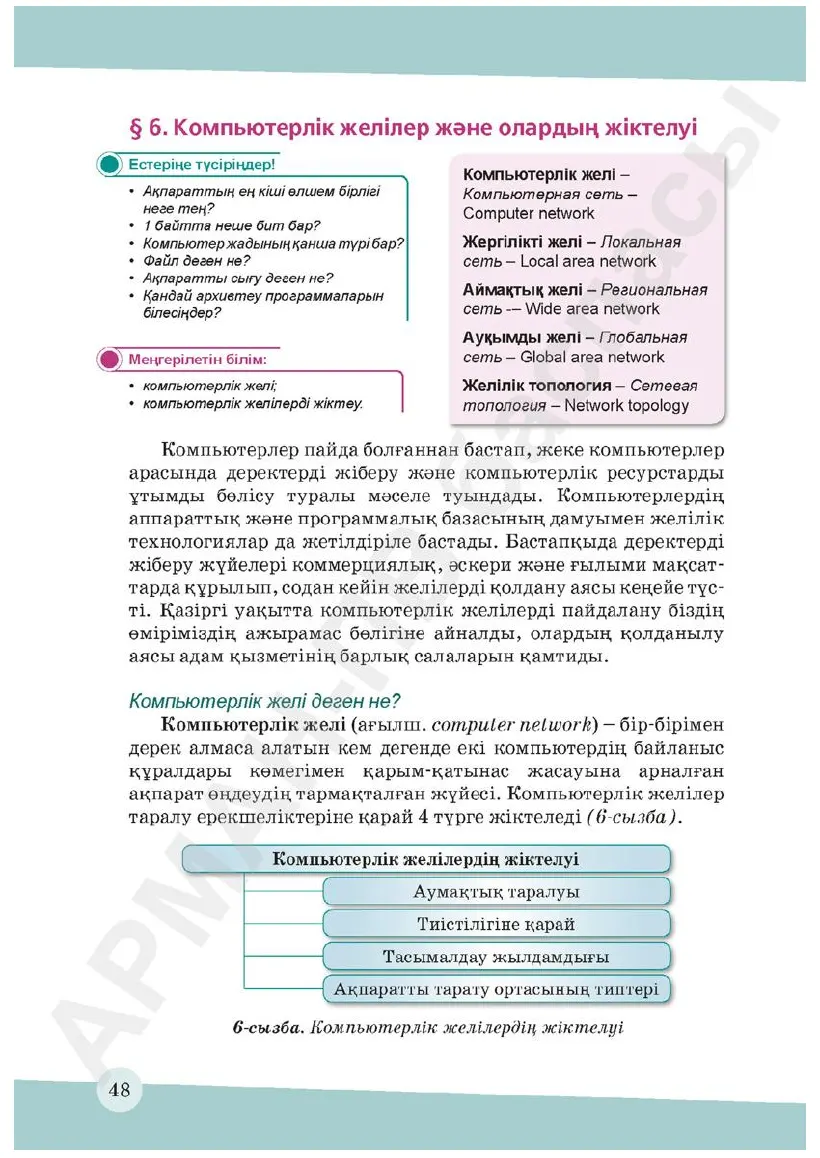 § 6. Компьютерлік желілер және олардың жіктелуі
Естеріңе түсіріңдер!
• Ақпараттың ең кіші өлшем бірлігі
неге тең?
• 1 байтта неше бит бар?
• Компьютер жадының қанша түрі бар?
• Файл деген не?
• Ақпаратты сығу деген не?
• Қандай архивтеу программаларын
білесіңдер?
Меңгерілетін білім:
• компьютерлік желі;
• компьютерлік желілерді жіктеу.
Компьютерлік желі –
Компьютерная сеть –
Computer network
Жергілікті желі – Локальная
сеть – Local area network
Аймақтық желі – Региональная
сеть -– Wide area network
Ауқымды желі – Глобальная
сеть – Global area network
Желілік топология – Сетевая
топология – Network topology
Компьютерлер пайда болғаннан бастап, жеке компьютерлер
арасында деректерді жіберу және компьютерлік ресурстарды
ұтымды бөлісу туралы мәселе туындады. Компьютерлердің
аппараттық және программалық базасының дамуымен желілік
технологиялар да жетілдіріле бастады. Бастапқыда деректерді
жіберу жүйелері коммерциялық, әскери және ғылыми мақсат-
тарда құрылып, содан кейін желілерді қолдану аясы кеңейе түс-
ті. Қазіргі уақытта компьютерлік желілерді пайдалану біздің
өміріміздің ажырамас бөлігіне айналды, олардың қолданылу
аясы адам қызметінің барлық салаларын қамтиды.
Компьютерлік желі деген не?
Компьютерлік желі (ағылш. computer network) – бір-бірімен
дерек алмаса алатын кем дегенде екі компьютердің байланыс
құралдары көмегімен қарым-қатынас жасауына арналған
ақпарат өңдеудің тармақталған жүйесі. Компьютерлік желілер
таралу ерекшеліктеріне қарай 4 түрге жіктеледі (6-сызба).
Компьютерлік желілердің жіктелуі
Аумақтық таралуы
Тиістілігіне қарай
Тасымалдау жылдамдығы
Ақпаратты тарату ортасының типтері
6-сызба. Компьютерлік желілердің жіктелуі
48
АРМАН-ПВ баспасы